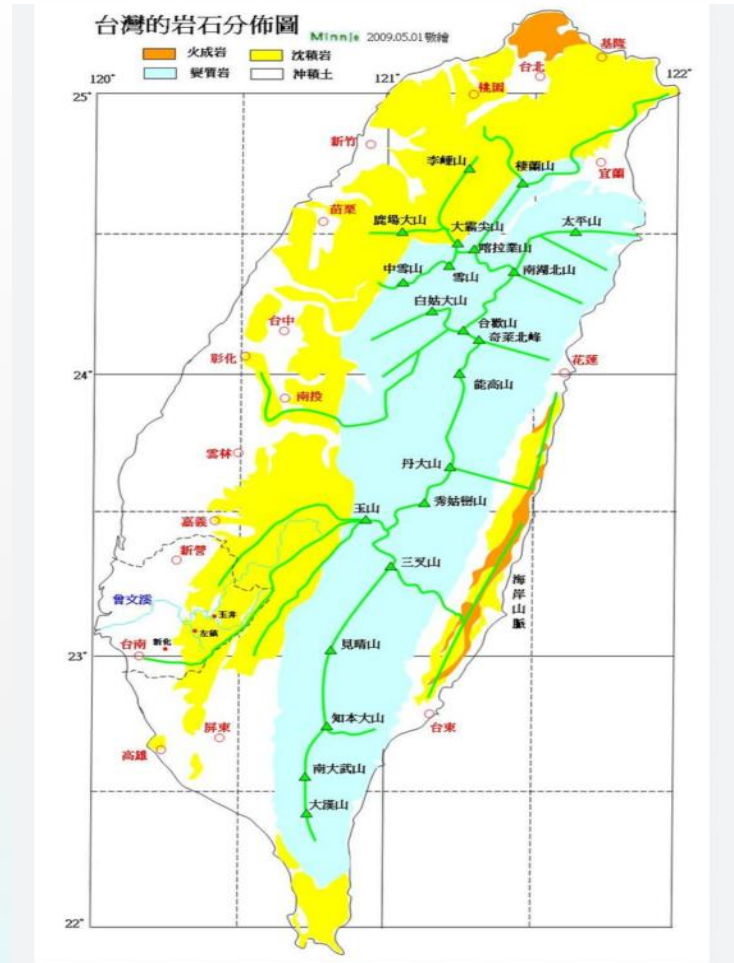 台灣的岩石分佈圖
Minnie 2009.05.01敬繪
火成岩 沈積岩
變質岩 沖積土
120° 121 122°
基隆
台北
桃園
25°
新竹
李崠山
棲蘭山
宜蘭
苗栗
鹿場大山
大霸尖山
太平山
喀拉業山
中雪山
雪山
南湖北山
白姑大山
台中
合歡山
奇萊北峰
彰化
花蓮
24°
能高山
南投
雲林
丹大山
玉山
秀姑巒山
嘉義
新營
三叉山
海岸山脈
曾文溪
玉井
左鎮
新化
台南
23°
見晴山
知本大山
台東
屏東
高雄
南大武山
大漢山
22°